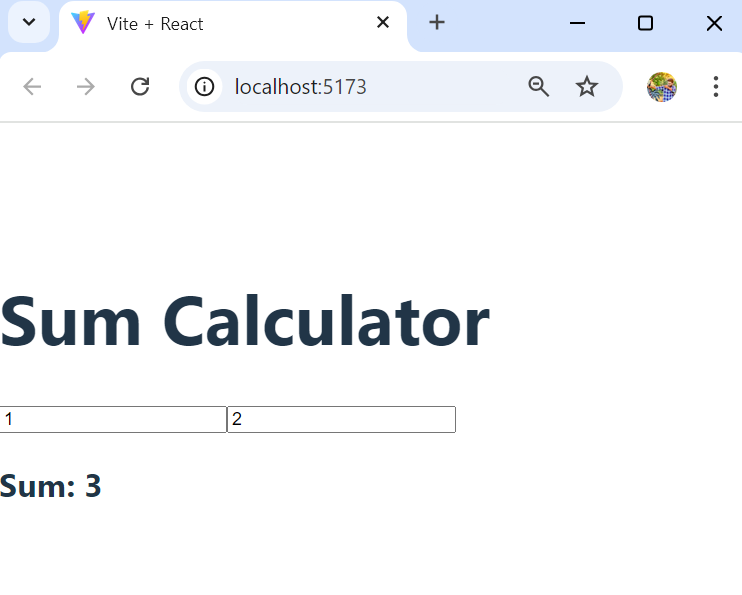 Vite + React
localhost:5173
Sum Calculator
1 2
Sum: 3